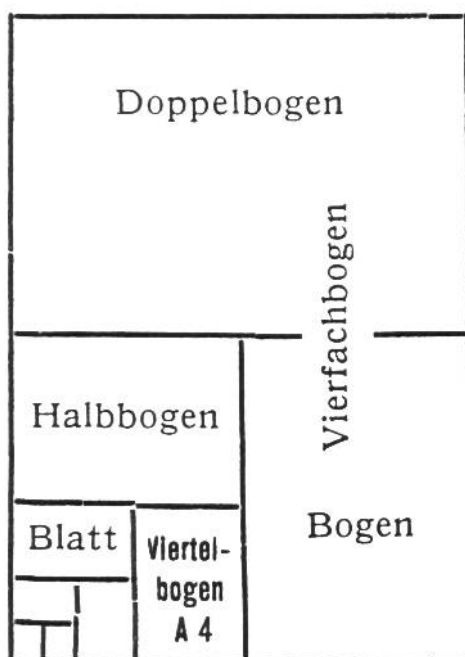 Doppelbogen
Vierfachbogen
Halbbogen
Bogen
Blatt
Viertel-
bogen
A 4